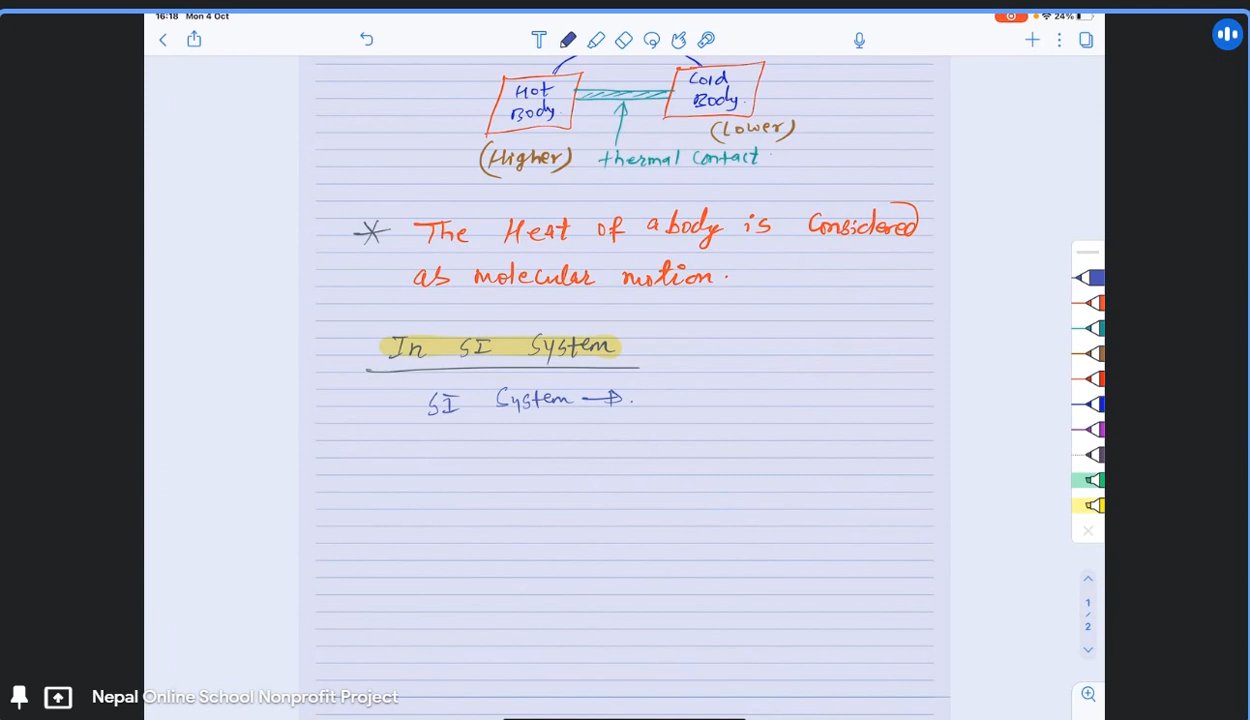 16:18 Mon 4 Oct
24%
Hot
Body
Cold
Body
(Higher)
(Lower)
thermal contact
The Heat of a body is Considered
as molecular motion.
In SI System
SI System →
T
1
/
2
Nepal Online School Nonprofit Project